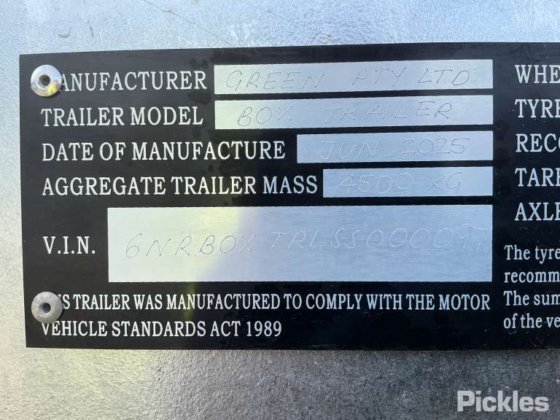 MANUFACTURER GREEN PTY LTD WHE
TRAILER MODEL BOX TRAILER TYRE
DATE OF MANUFACTURE JUN 2025 RECO
AGGREGATE TRAILER MASS 4500 KG TARE
AXLE
V.I.N.
The tyre
recomm
THIS TRAILER WAS MANUFACTURED TO COMPLY WITH THE MOTOR The sum
VEHICLE STANDARDS ACT 1989 of the ve
Pickles